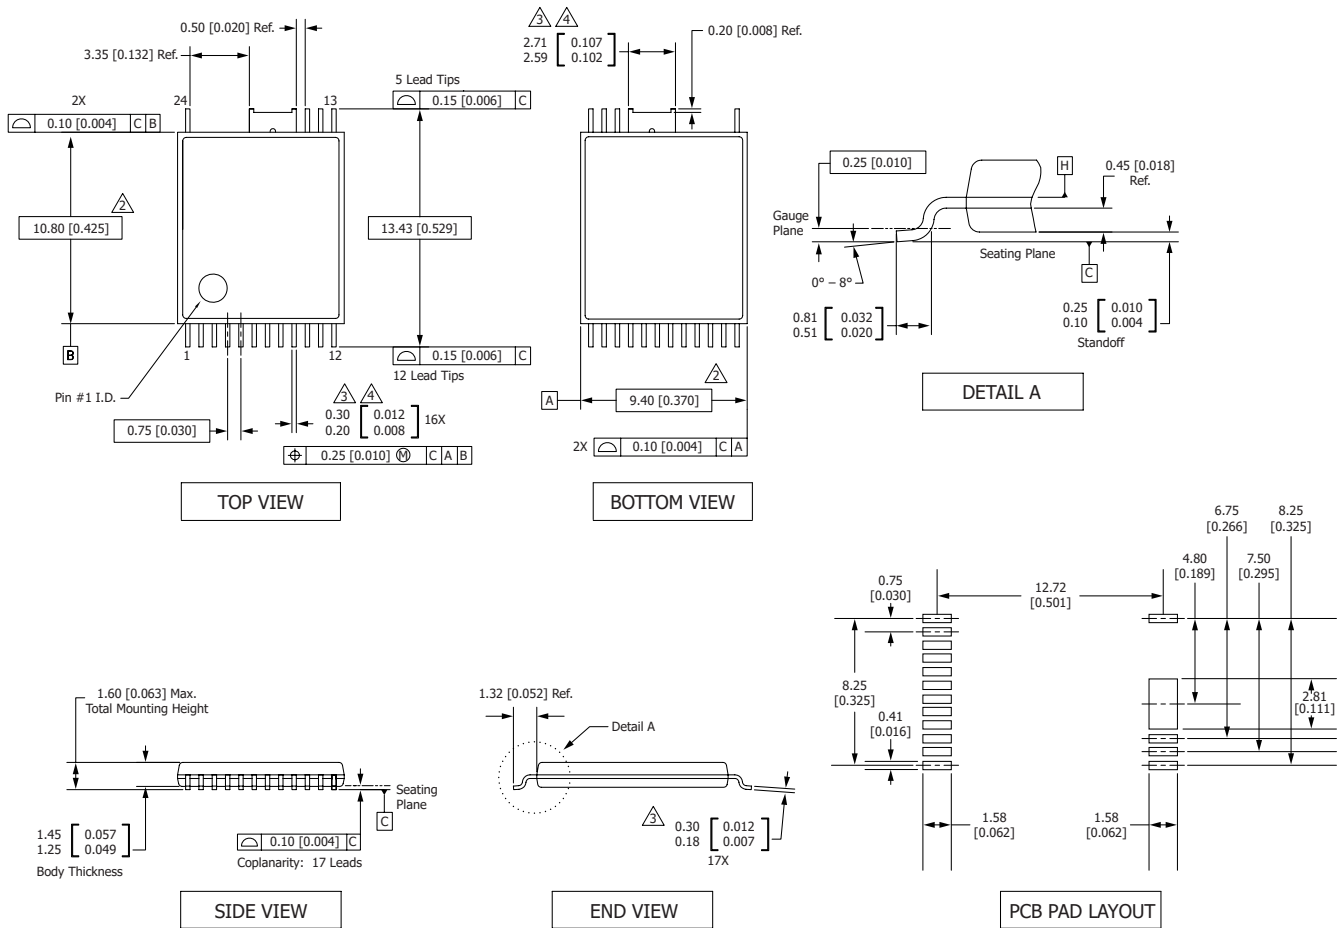 0.50 [0.020] Ref.
3.35 [0.132] Ref.
2X
0.10 [0.004] C B
24
13
5 Lead Tips
0.15 [0.006] C
2
10.80 [0.425]
13.43 [0.529]
B
1
12
Pin #1 I.D.
0.15 [0.006] C
12 Lead Tips
3 4
0.30 [0.012
0.20 0.008] 16X
0.75 [0.030]
0.25 [0.010] M C A B
TOP VIEW
3 4
2.71 [0.107
2.59 0.102]
0.20 [0.008] Ref.
2
A
9.40 [0.370]
2X 0.10 [0.004] C A
BOTTOM VIEW
0.25 [0.010]
H
0.45 [0.018]
Ref.
Gauge
Plane
Seating Plane
C
0° – 8°
0.81 [0.032
0.51 0.020]
0.25 [0.010
0.10 0.004]
Standoff
DETAIL A
1.60 [0.063] Max.
Total Mounting Height
Seating
Plane
C
1.45 [0.057
1.25 0.049]
Body Thickness
0.10 [0.004] C
Coplanarity: 17 Leads
SIDE VIEW
1.32 [0.052] Ref.
Detail A
3
0.30 [0.012
0.18 0.007]
17X
END VIEW
6.75
[0.266]
8.25
[0.325]
4.80
[0.189]
7.50
[0.295]
0.75
[0.030]
12.72
[0.501]
8.25
[0.325]
2.81
[0.111]
0.41
[0.016]
1.58
[0.062]
1.58
[0.062]
PCB PAD LAYOUT